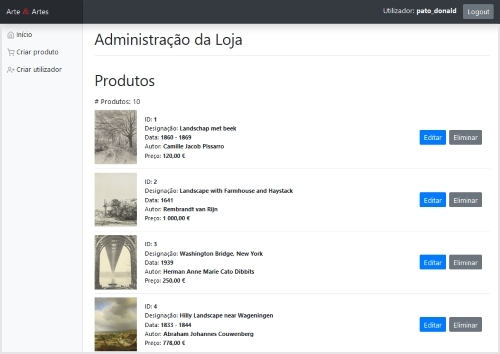 Arte & Artes
Utilizador: pato_donald
Logout
Início
Criar produto
Criar utilizador
Administração da Loja
Produtos
# Produtos: 10
ID: 1
Designação: Landschap met beek
Data: 1860 - 1869
Autor: Camille Jacob Pissarro
Preço: 120,00 €
Editar
Eliminar
ID: 2
Designação: Landscape with Farmhouse and Haystack
Data: 1641
Autor: Rembrandt van Rijn
Preço: 1 000,00 €
Editar
Eliminar
ID: 3
Designação: Washington Bridge, New York
Data: 1939
Autor: Herman Anne Marie Cato Dibbits
Preço: 250,00 €
Editar
Eliminar
ID: 4
Designação: Hilly Landscape near Wageningen
Data: 1833 - 1844
Autor: Abraham Johannes Couwenberg
Preço: 778,00 €
Editar
Eliminar